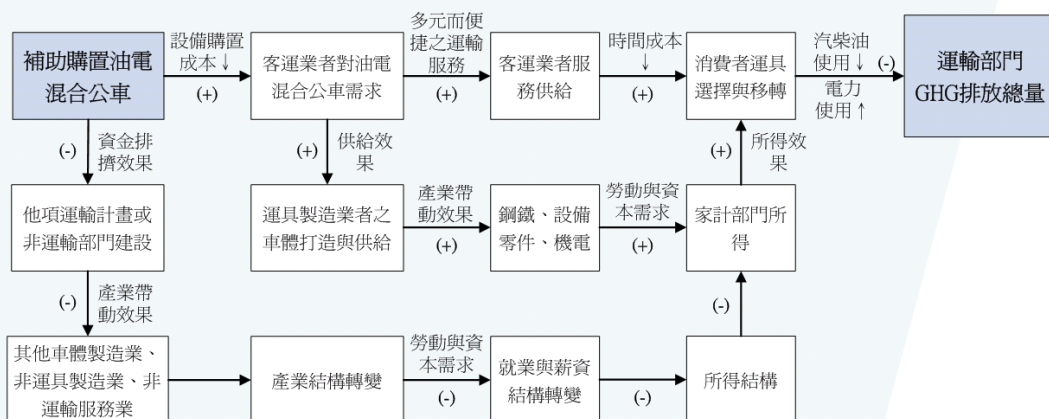 補助購置油電
混合公車
設備購置
成本↓
(+)
客運業者對油電
混合公車需求
多元而便
捷之運輸
服務
(+)
客運業者服
務供給
時間成本
↓
(+)
消費者運具
選擇與移轉
汽柴油
使用↓
(-)
電力
使用↑
運輸部門
GHG排放總量
(-)
資金排
擠效果
(+)
供給效
果
(+)
所得效
果
他項運輸計畫或
非運輸部門建設
運具製造業者之
車體打造與供給
產業帶
動效果
(+)
鋼鐵、設備
零件、機電
勞動與資
本需求
(+)
家計部門所
得
(-)
產業帶
動效果
(-)
其他車體製造業、
非運具製造業、非
運輸服務業
產業結構轉變
勞動與資
本需求
(-)
就業與薪資
結構轉變
(-)
所得結構